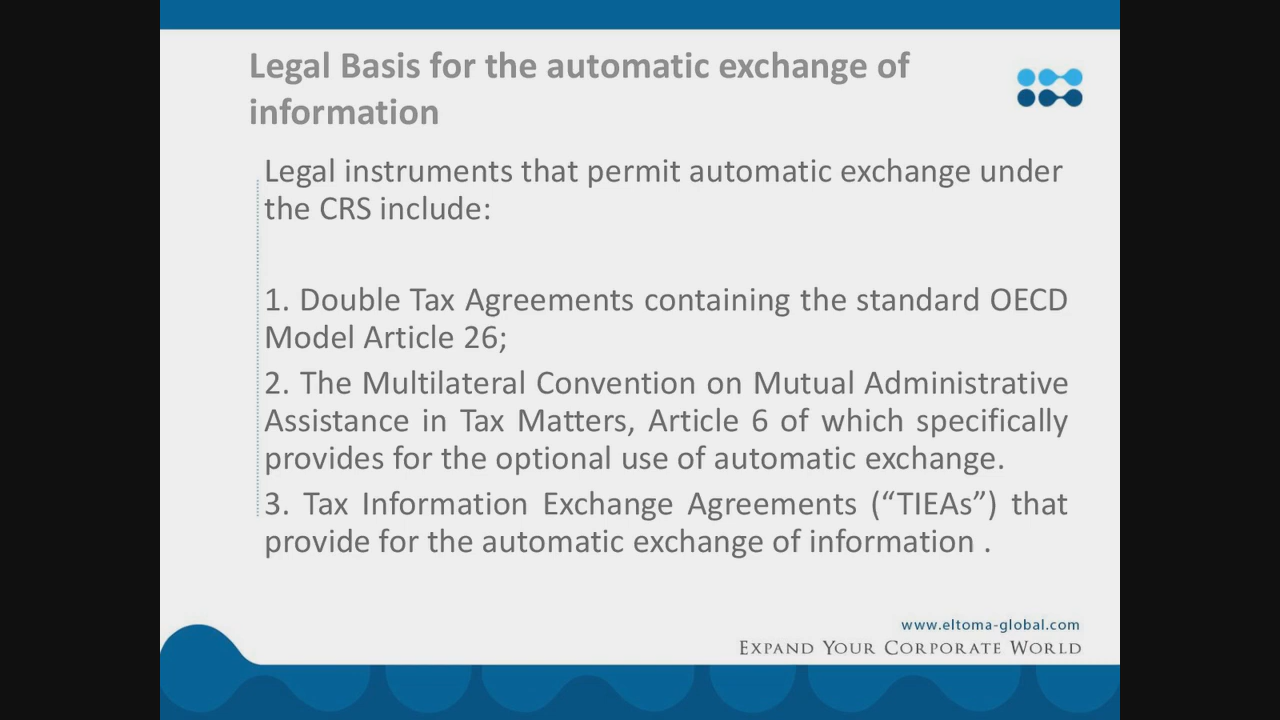 Legal Basis for the automatic exchange of
information
Legal instruments that permit automatic exchange under
the CRS include:
1. Double Tax Agreements containing the standard OECD
Model Article 26;
2. The Multilateral Convention on Mutual Administrative
Assistance in Tax Matters, Article 6 of which specifically
provides for the optional use of automatic exchange.
3. Tax Information Exchange Agreements (“TIEAs”) that
provide for the automatic exchange of information .
www.eltoma-global.com
Expand Your Corporate World